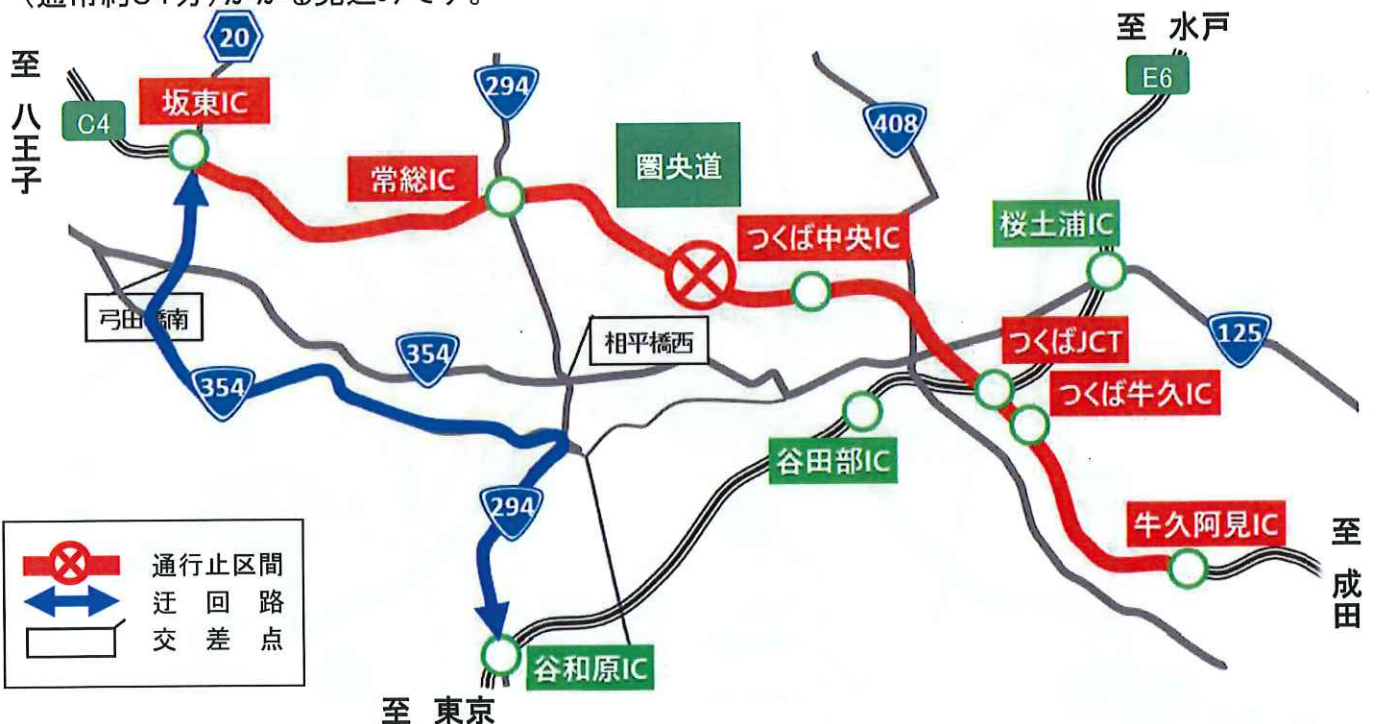 至 水戸
20
至 八王子
坂東IC
C4
294
E6
408
圏央道
常総IC
つくば中央IC
桜土浦IC
弓田橋南
相平橋西
354
つくばJCT
125
354
つくば牛久IC
谷田部IC
294
牛久阿見IC
至 成田
通行止区間
迂回路
交差点
谷和原IC
至 東京